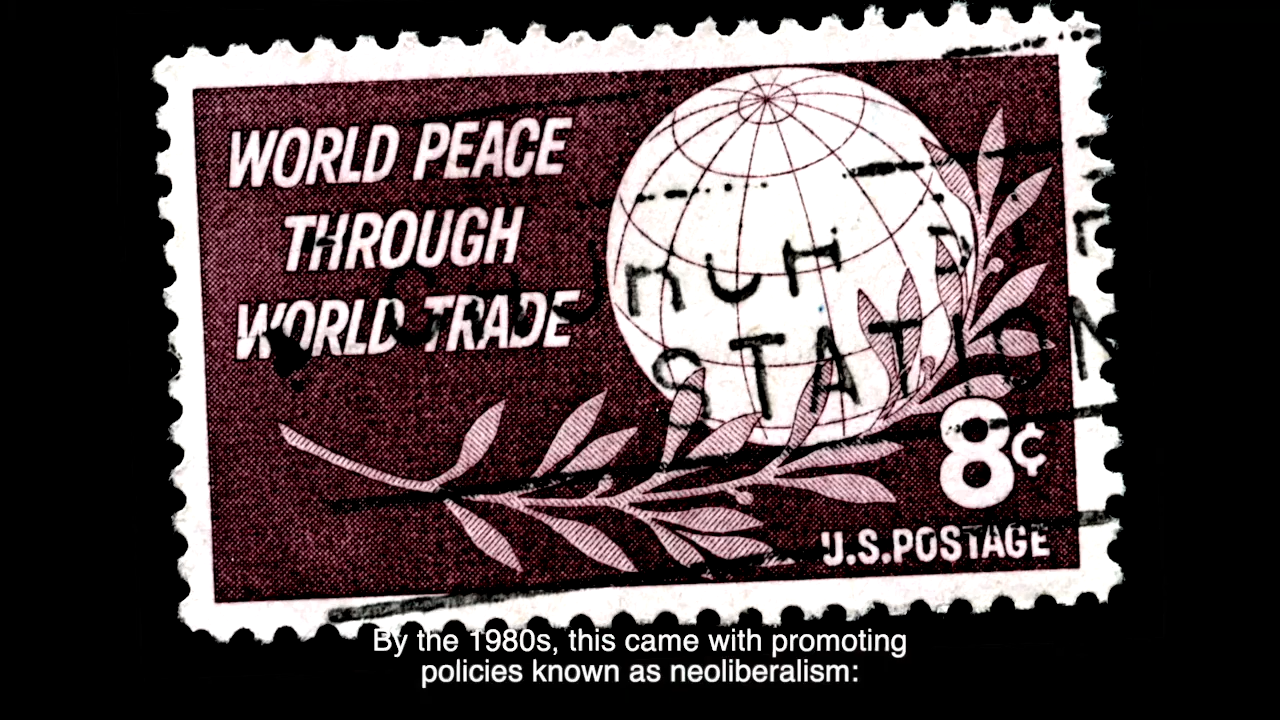 WORLD PEACE
THROUGH
WORLD TRADE
CHURCH
STATION
8¢
U.S.POSTAGE
By the 1980s, this came with promoting
policies known as neoliberalism: